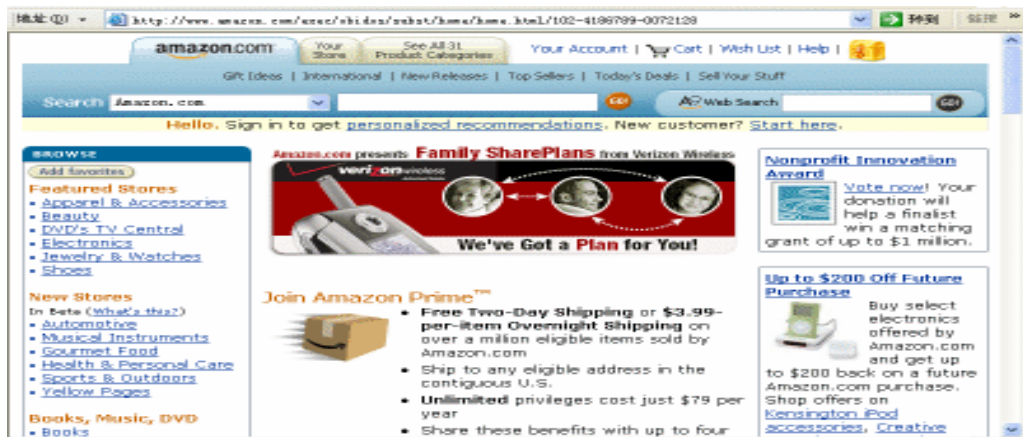 地址(D)
http://www.amazon.com/exec/obidos/subst/home/home.html/102-4186789-0072128
转到
链接 »
amazon.com
Your Store
See All 31 Product Categories
Your Account | Cart | Wish List | Help |
Gift Ideas | International | New Releases | Top Sellers | Today's Deals | Sell Your Stuff
Search Amazon.com GO! A9 Web Search GO!
Hello. Sign in to get personalized recommendations. New customer? Start here.
BROWSE
Add favorites
Featured Stores
Apparel & Accessories
Beauty
DVD's TV Central
Electronics
Jewelry & Watches
Shoes
New Stores
In Beta (What's this?)
Automotive
Musical Instruments
Gourmet Food
Health & Personal Care
Sports & Outdoors
Yellow Pages
Books, Music, DVD
Books
Amazon.com presents Family SharePlans from Verizon Wireless
verizonwireless
We've Got a Plan for You!
Join Amazon Prime™
• Free Two-Day Shipping or $3.99-
per-item Overnight Shipping on
over a million eligible items sold by
Amazon.com
• Ship to any eligible address in the
contiguous U.S.
• Unlimited privileges cost just $79 per
year
• Share these benefits with up to four
Nonprofit Innovation
Award
Vote now! Your
donation will
help a finalist
win a matching
grant of up to $1 million.
Up to $200 Off Future
Purchase
Buy select
electronics
offered by
Amazon.com
and get up
to $200 back on a future
Amazon.com purchase.
Shop offers on
Kensington iPod
accessories, Creative